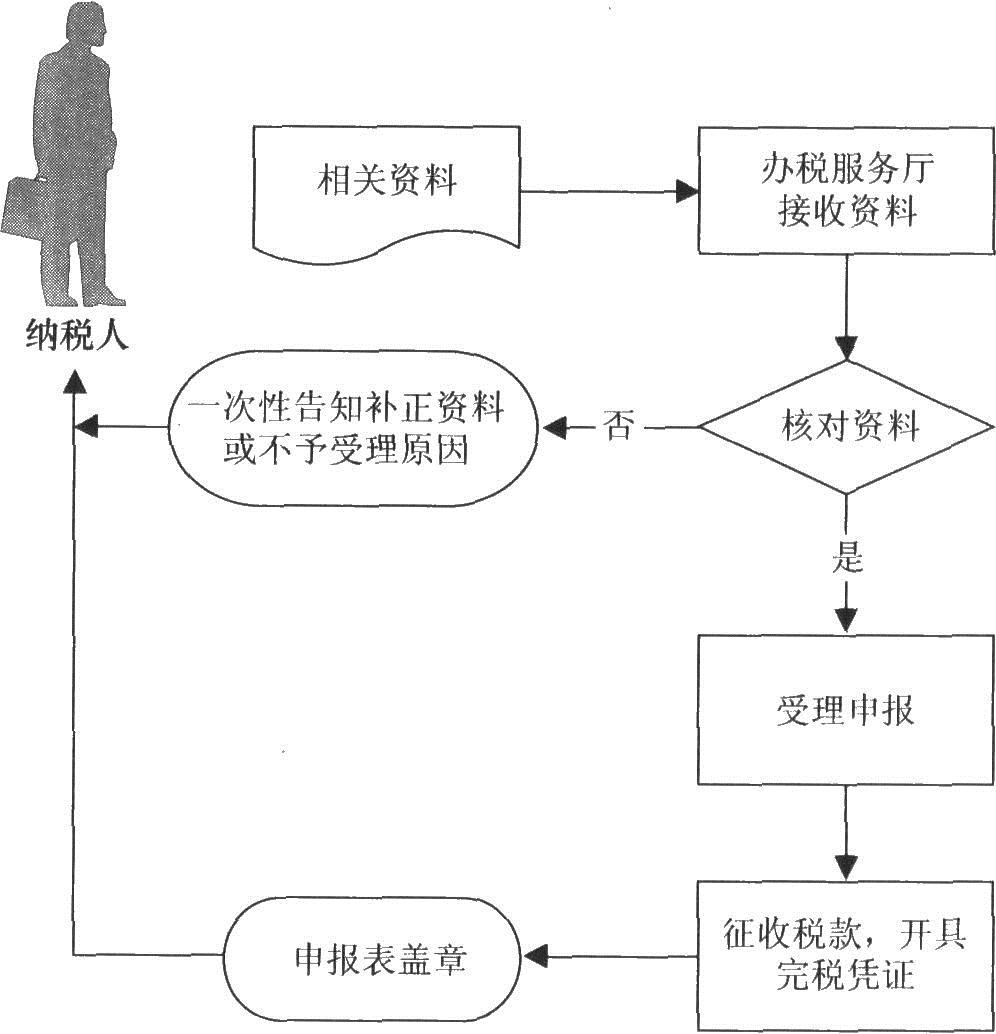 相关资料
办税服务厅
接收资料
纳税人
一次性告知补正资料
或不予受理原因
否
核对资料
是
受理申报
征收税款，开具
完税凭证
申报表盖章